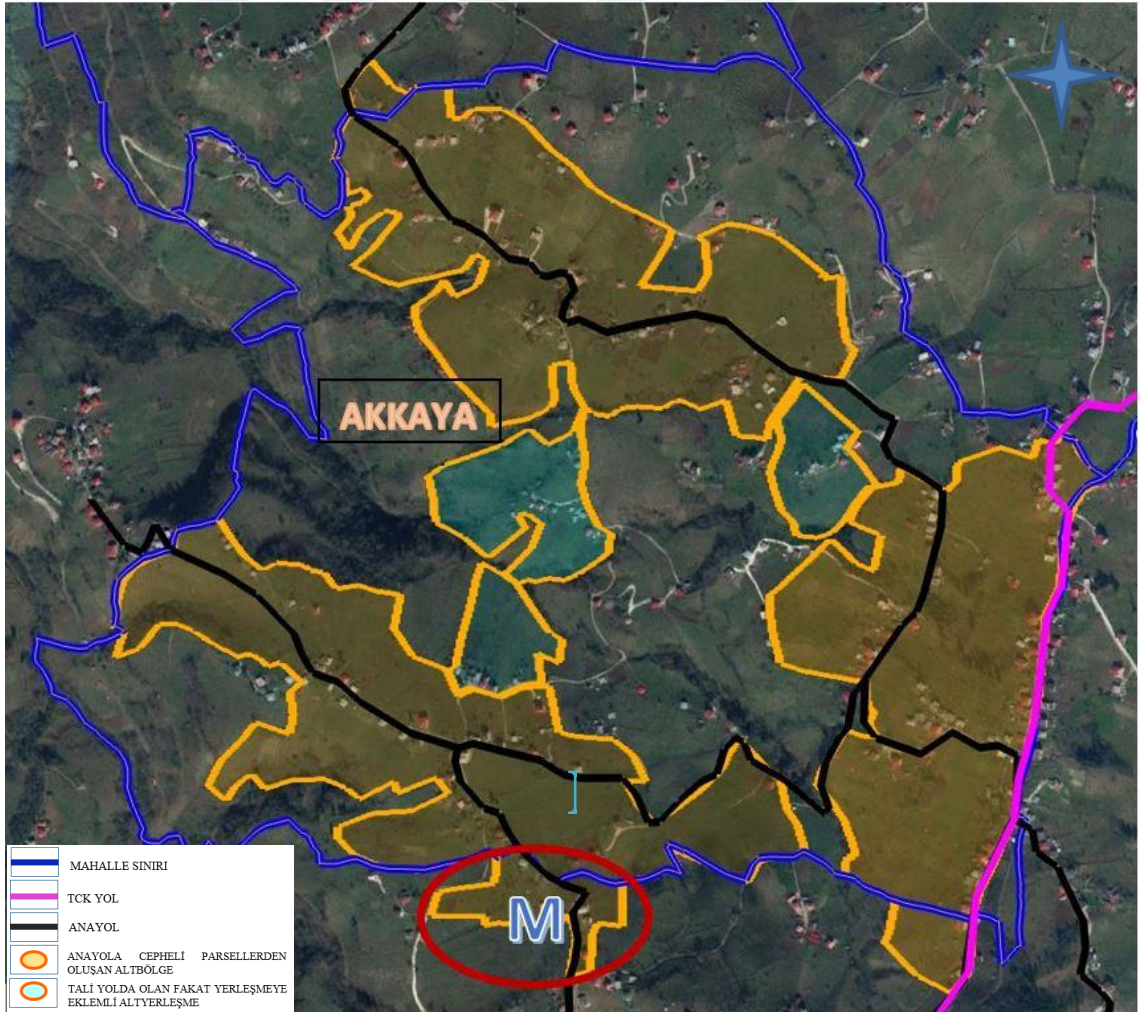 AKKAYA
M
MAHALLE SINIRI
TCK YOL
ANAYOL
ANAYOLA CEPHELİ PARSELLERDEN
OLUŞAN ALTBÖLGE
TALİ YOLDA OLAN FAKAT YERLEŞMEYE
EKLEMLİ ALTYERLEŞME